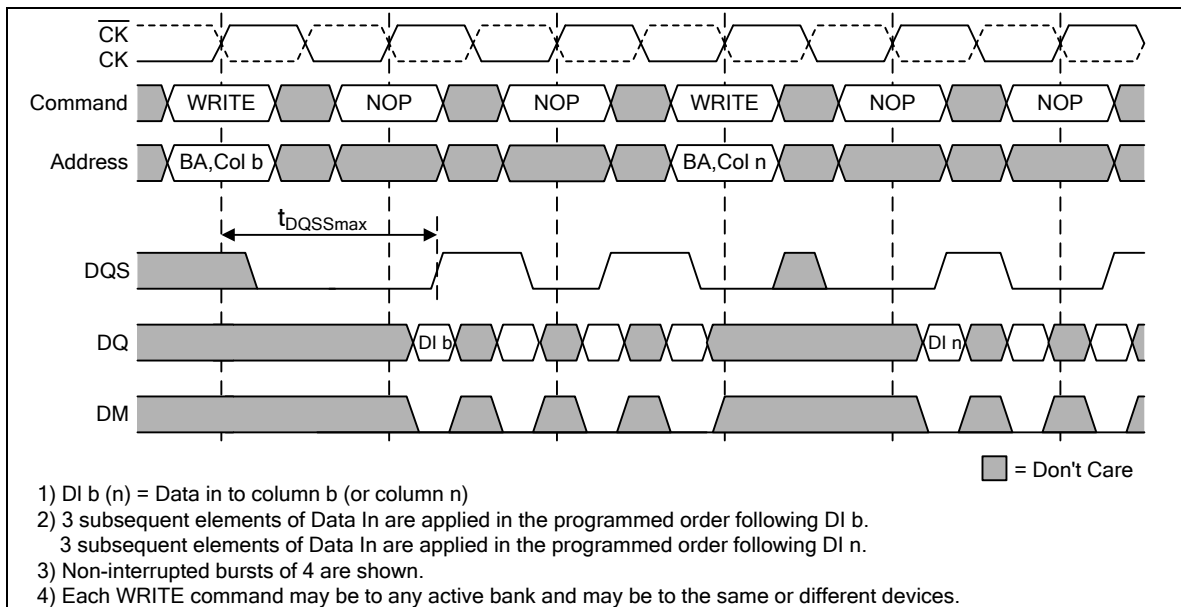 CK
CK
Command WRITE NOP NOP WRITE NOP NOP
Address BA,Col b BA,Col n
tDQSSmax
DQS
DQ DI b DI n
DM
= Don't Care
1) DI b (n) = Data in to column b (or column n)
2) 3 subsequent elements of Data In are applied in the programmed order following DI b.
3 subsequent elements of Data In are applied in the programmed order following DI n.
3) Non-interrupted bursts of 4 are shown.
4) Each WRITE command may be to any active bank and may be to the same or different devices.